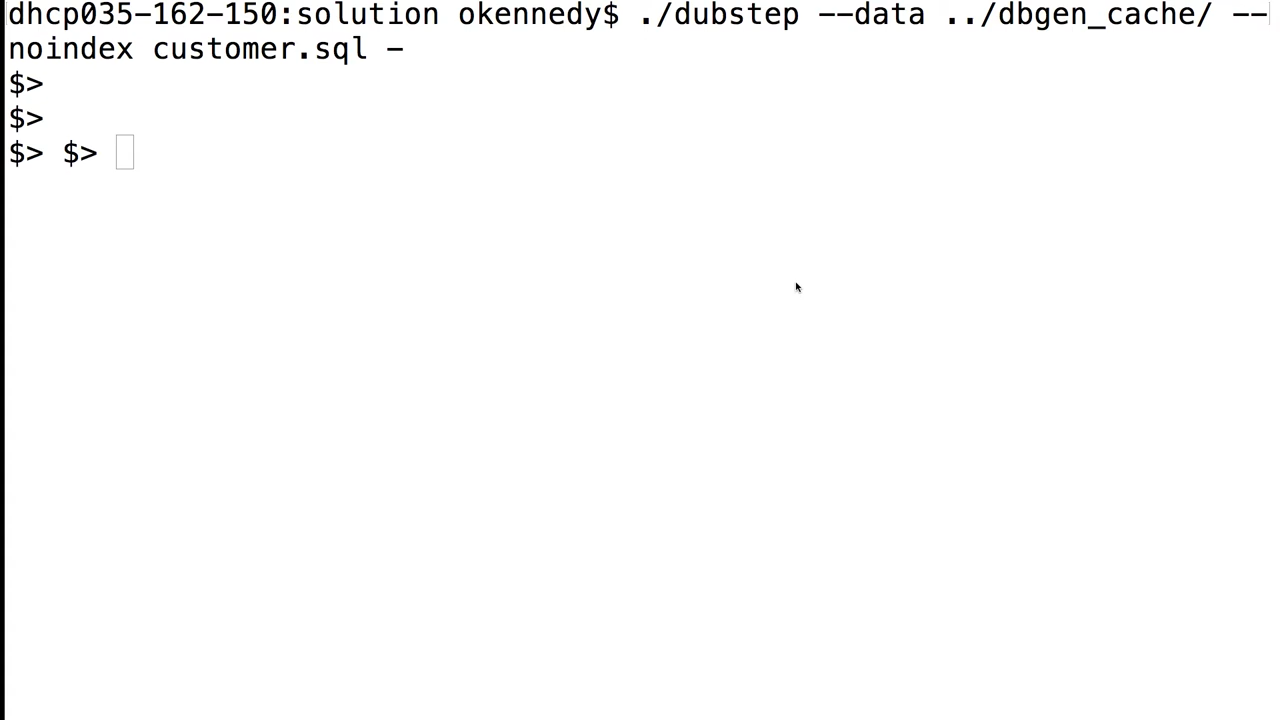 dhcp035-162-150:solution okennedy$ ./dubstep --data ../dbgen_cache/ --
noindex customer.sql -
$>
$>
$> $>